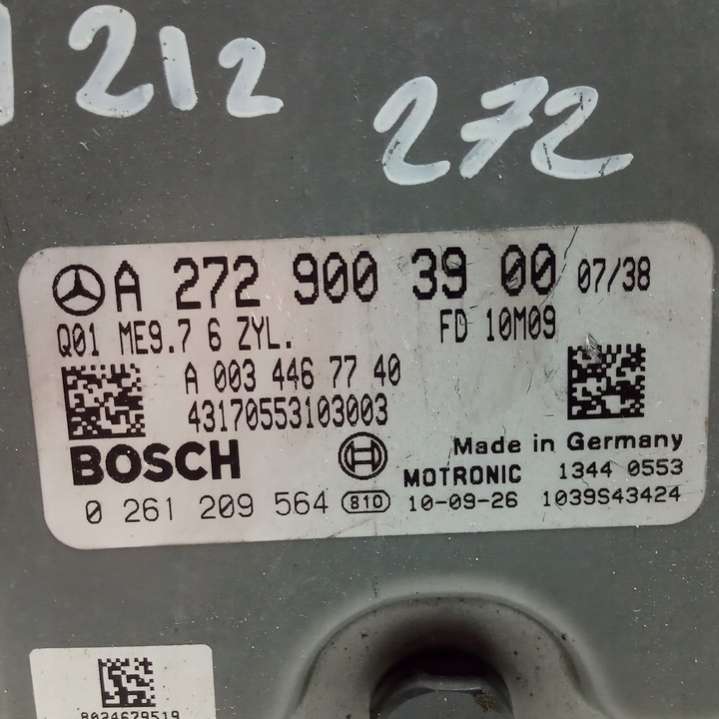 212
272
A 272 900 39 00 07/38
Q01 ME9.7 6 ZYL. FD 10M09
A 003 446 77 40
43170553103003
BOSCH
Made in Germany
MOTRONIC 1344 0553
0 261 209 564 81D 10-09-26 1039S43424
8034679519